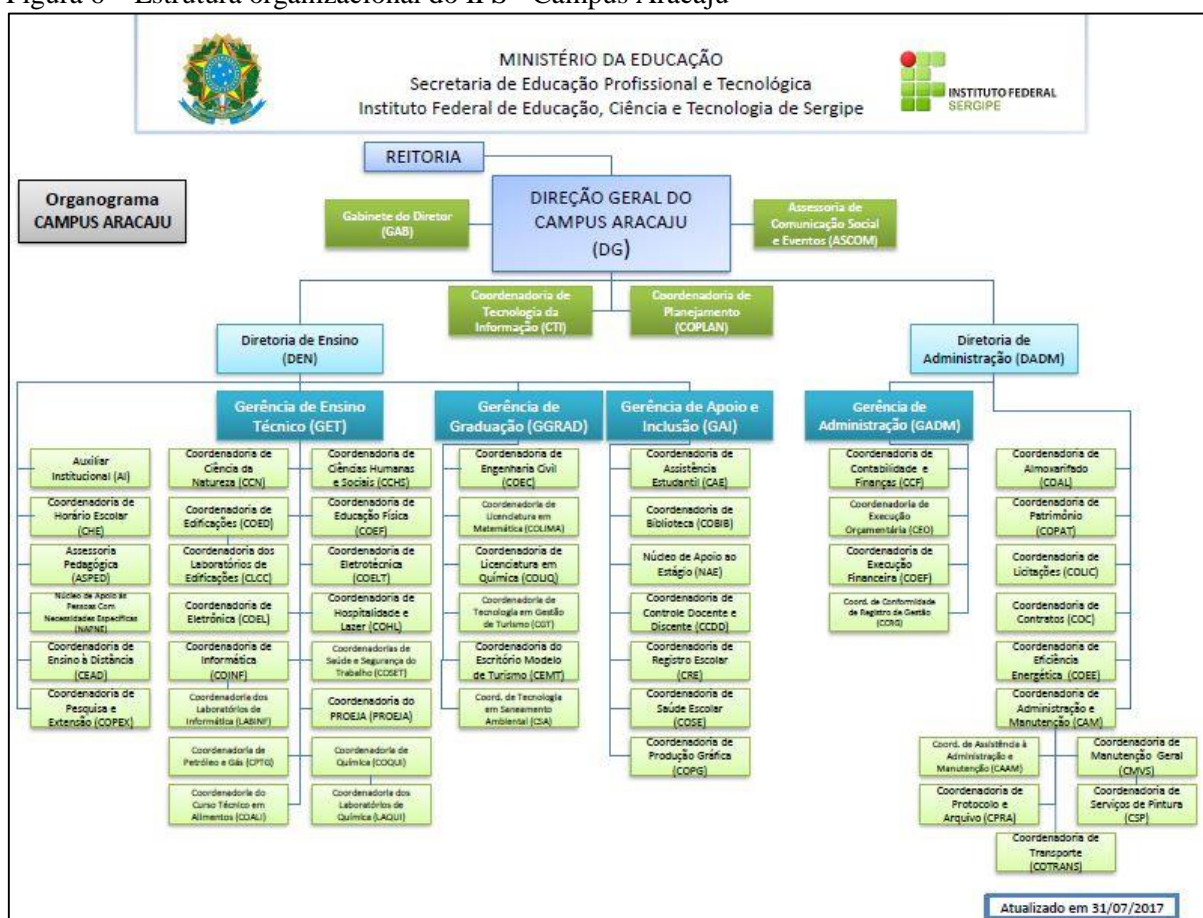 Figura 6 – Estrutura organizacional do IFS - Campus Aracaju
MINISTÉRIO DA EDUCAÇÃO
Secretaria de Educação Profissional e Tecnológica
Instituto Federal de Educação, Ciência e Tecnologia de Sergipe
INSTITUTO FEDERAL
SERGIPE
REITORIA
Organograma
CAMPUS ARACAJU
Gabinete do Diretor
(GAB)
DIREÇÃO GERAL DO
CAMPUS ARACAJU
(DG)
Assessoria de
Comunicação Social
e Eventos (ASCOM)
Coordenadoria de
Tecnologia da
Informação (CTI)
Coordenadoria de
Planejamento
(COPLAN)
Diretoria de Ensino
(DEN)
Diretoria de
Administração (DADM)
Gerência de Ensino
Técnico (GET)
Gerência de
Graduação (GGRAD)
Gerência de Apoio e
Inclusão (GAI)
Gerência de
Administração (GADM)
Auxiliar
Institucional (AI)
Coordenadoria de
Horário Escolar
(CHE)
Assessoria
Pedagógica
(ASPED)
Núcleo de Apoio às
Pessoas Com
Necessidades Específicas
(NAPNE)
Coordenadoria de
Ensino à Distância
(CEAD)
Coordenadoria de
Pesquisa e
Extensão (COPEX)
Coordenadoria de
Ciência da
Natureza (CCN)
Coordenadoria de
Edificações (COED)
Coordenadoria dos
Laboratórios de
Edificações (CLCC)
Coordenadoria de
Eletrônica (COEL)
Coordenadoria de
Informática
(COINF)
Coordenadoria dos
Laboratórios de
Informática (LABINF)
Coordenadoria de
Petróleo e Gás (CPTG)
Coordenadoria do
Curso Técnico em
Alimentos (COALI)
Coordenadoria de
Ciências Humanas
e Sociais (CCHS)
Coordenadoria de
Educação Física
(COEF)
Coordenadoria de
Eletrotécnica
(COELT)
Coordenadoria de
Hospitalidade e
Lazer (COHL)
Coordenadorias de
Saúde e Segurança do
Trabalho (COSET)
Coordenadoria do
PROEJA (PROEJA)
Coordenadoria de
Química (COQUI)
Coordenadoria dos
Laboratórios de
Química (LAQUI)
Coordenadoria de
Engenharia Civil
(COEC)
Coordenadoria de
Licenciatura em
Matemática (COLIMA)
Coordenadoria de
Licenciatura em
Química (COLIQ)
Coordenadoria de
Tecnologia em Gestão
de Turismo (CGT)
Coordenadoria do
Escritório Modelo
de Turismo (CEMT)
Coord. de Tecnologia
em Saneamento
Ambiental (CSA)
Coordenadoria de
Assistência
Estudantil (CAE)
Coordenadoria de
Biblioteca (COBIB)
Núcleo de Apoio ao
Estágio (NAE)
Coordenadoria de
Controle Docente e
Discente (CCDD)
Coordenadoria de
Registro Escolar
(CRE)
Coordenadoria de
Saúde Escolar
(COSE)
Coordenadoria de
Produção Gráfica
(COPG)
Coordenadoria de
Contabilidade e
Finanças (CCF)
Coordenadoria de
Execução
Orçamentária (CEO)
Coordenadoria de
Execução
Financeira (COEF)
Coord. de Conformidade
de Registro de Gestão
(CCRG)
Coordenadoria de
Almoxarifado
(COAL)
Coordenadoria de
Patrimônio
(COPAT)
Coordenadoria de
Licitações (COLIC)
Coordenadoria de
Contratos (COC)
Coordenadoria de
Eficiência
Energética (COEE)
Coordenadoria de
Administração e
Manutenção (CAM)
Coord. de Assistência à
Administração e
Manutenção (CAAM)
Coordenadoria de
Manutenção Geral
(CMVS)
Coordenadoria de
Protocolo e
Arquivo (CPRA)
Coordenadoria de
Serviços de Pintura
(CSP)
Coordenadoria de
Transporte
(COTRANS)
Atualizado em 31/07/2017